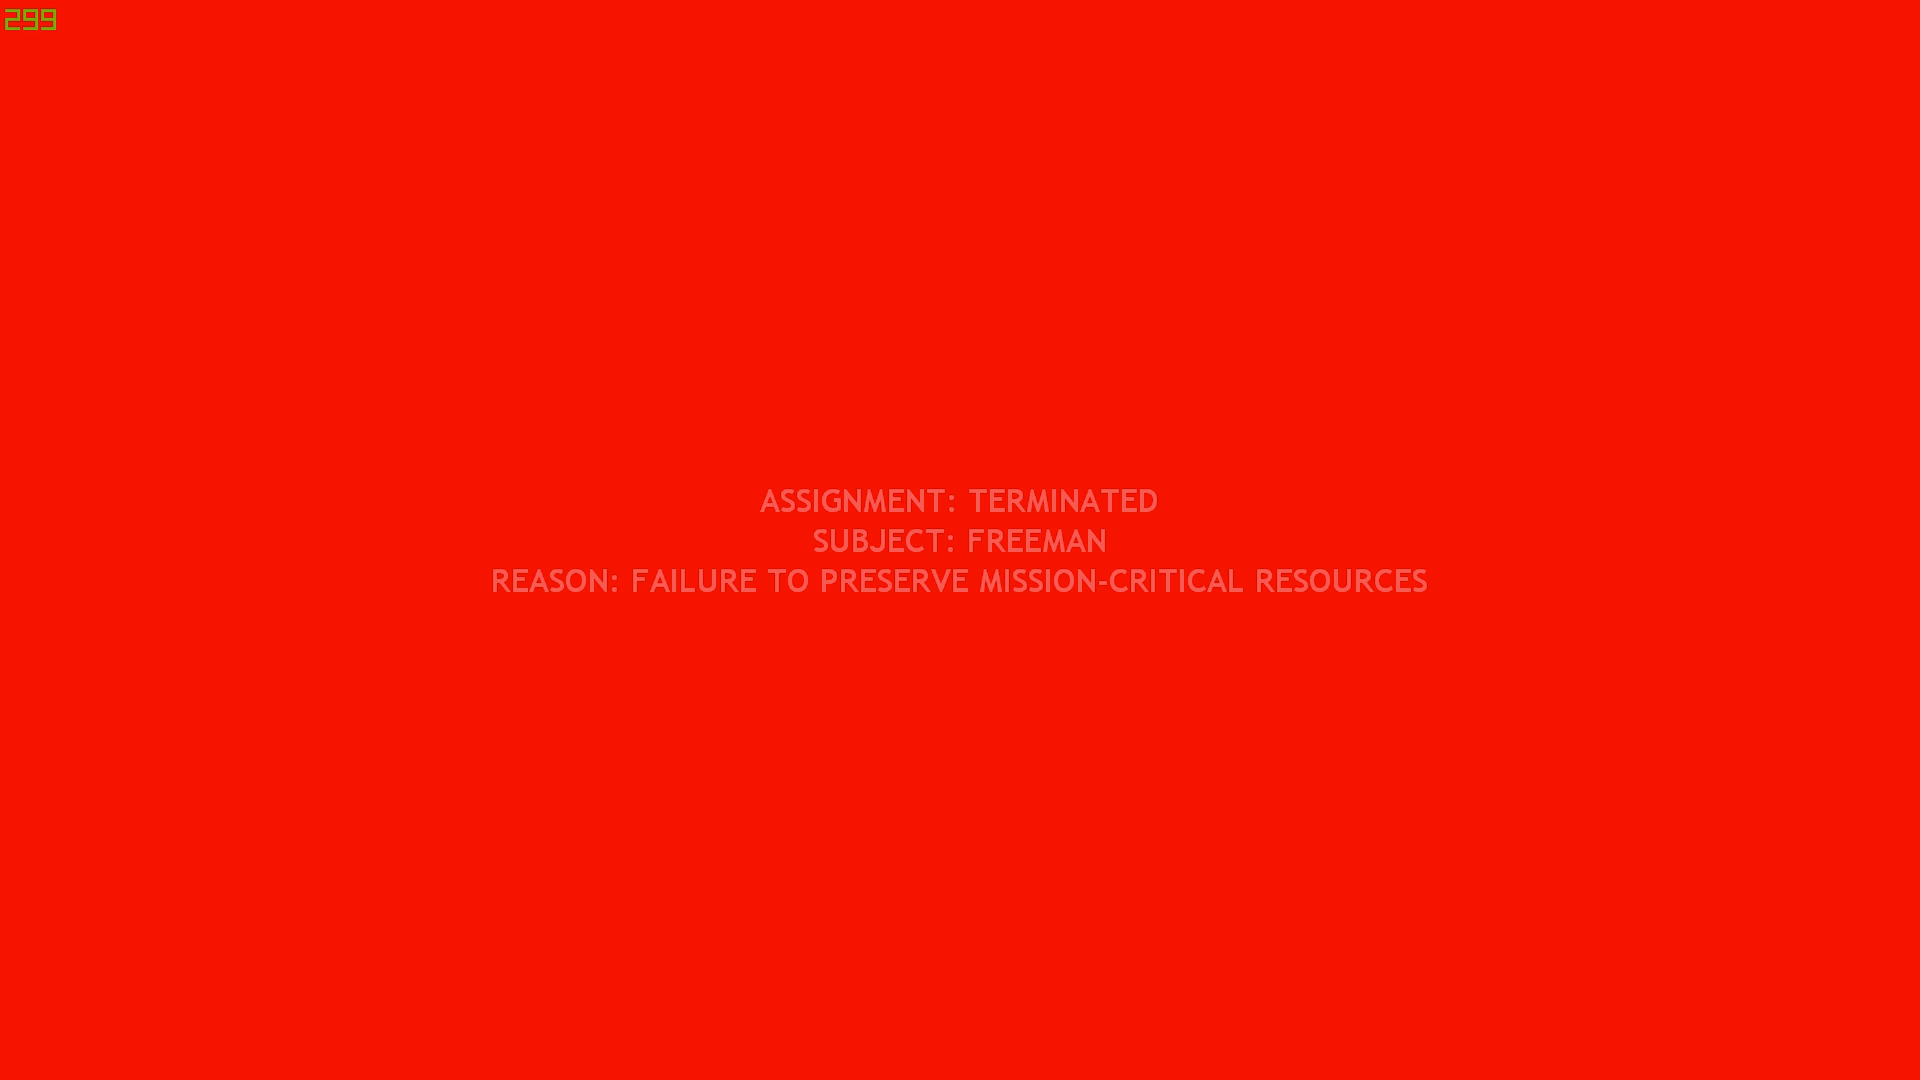 299
ASSIGNMENT: TERMINATED
SUBJECT: FREEMAN
REASON: FAILURE TO PRESERVE MISSION-CRITICAL RESOURCES